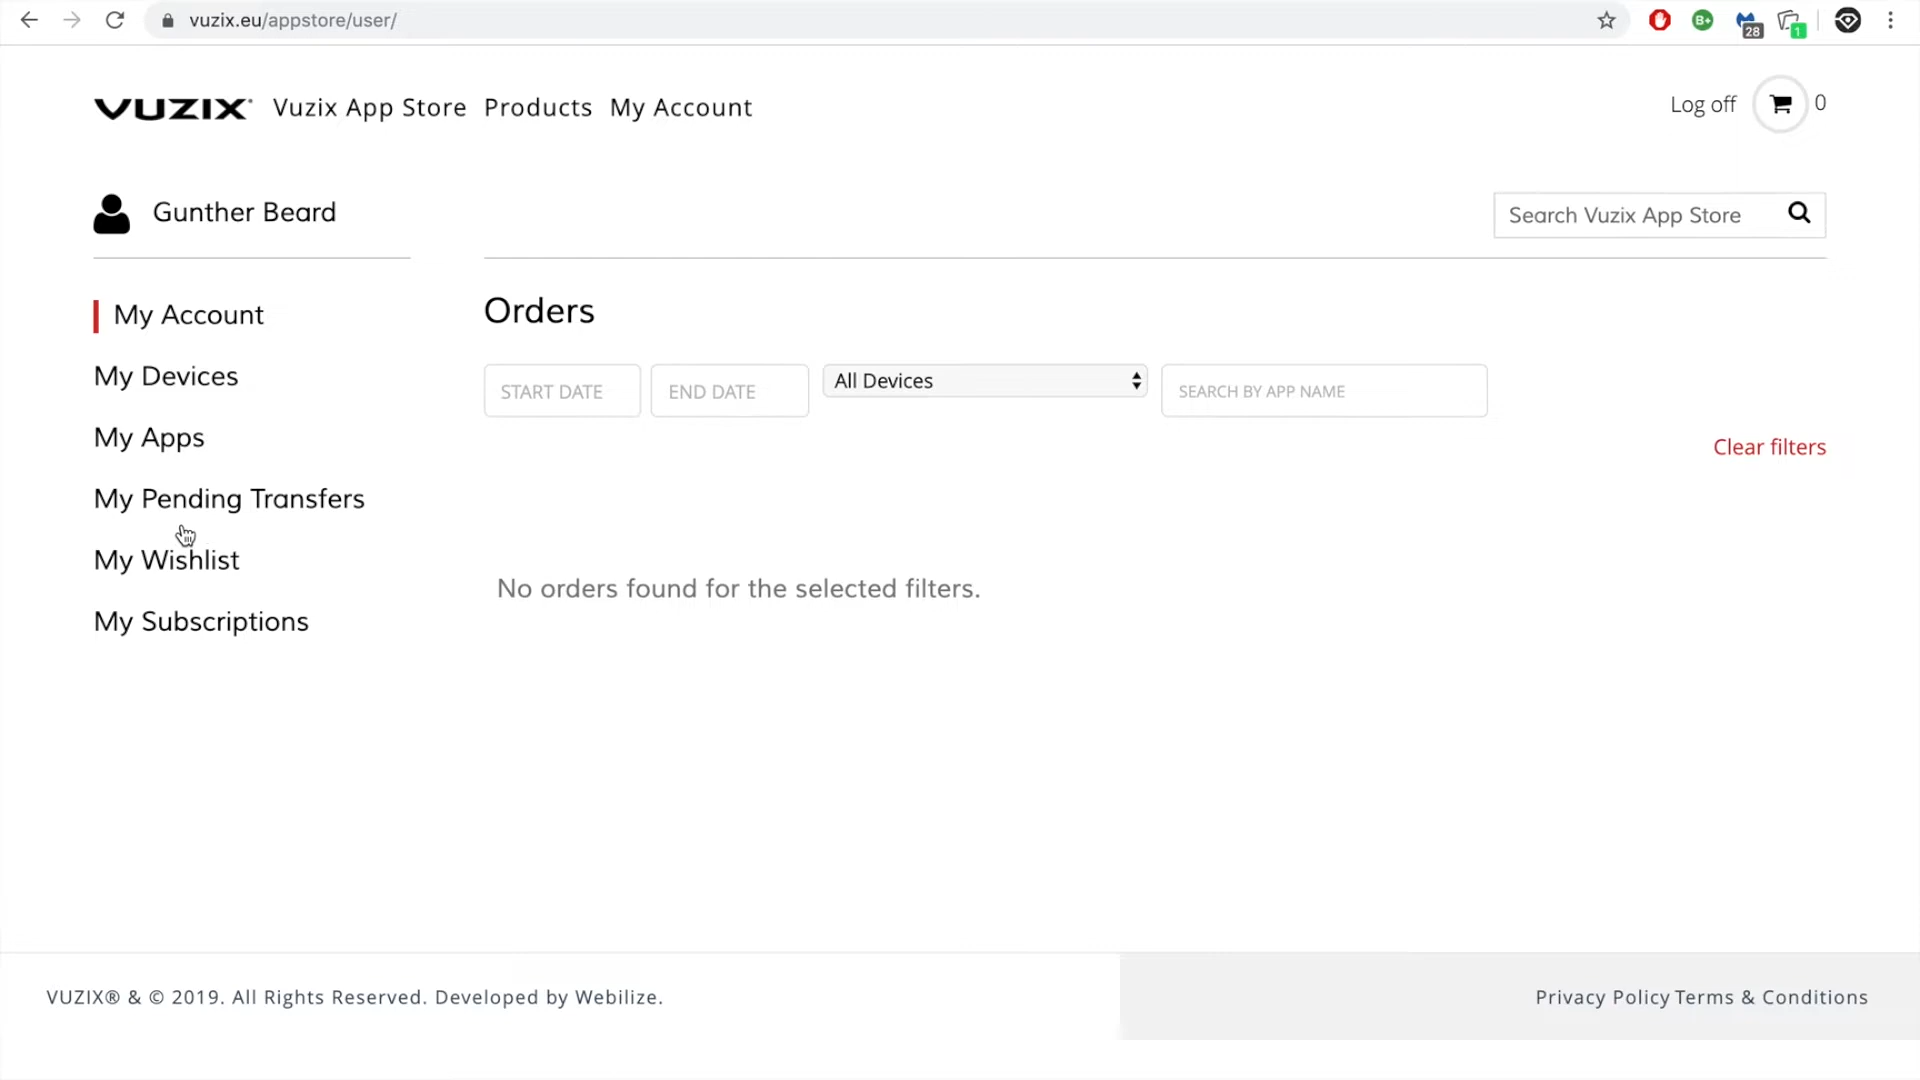 vuzix.eu/appstore/user/
B+
28
1
VUZIX® Vuzix App Store Products My Account
Log off 0
Gunther Beard
Search Vuzix App Store
My Account
My Devices
My Apps
My Pending Transfers
My Wishlist
My Subscriptions
Orders
START DATE
END DATE
All Devices
SEARCH BY APP NAME
Clear filters
No orders found for the selected filters.
VUZIX® & © 2019. All Rights Reserved. Developed by Webilize.
Privacy Policy Terms & Conditions